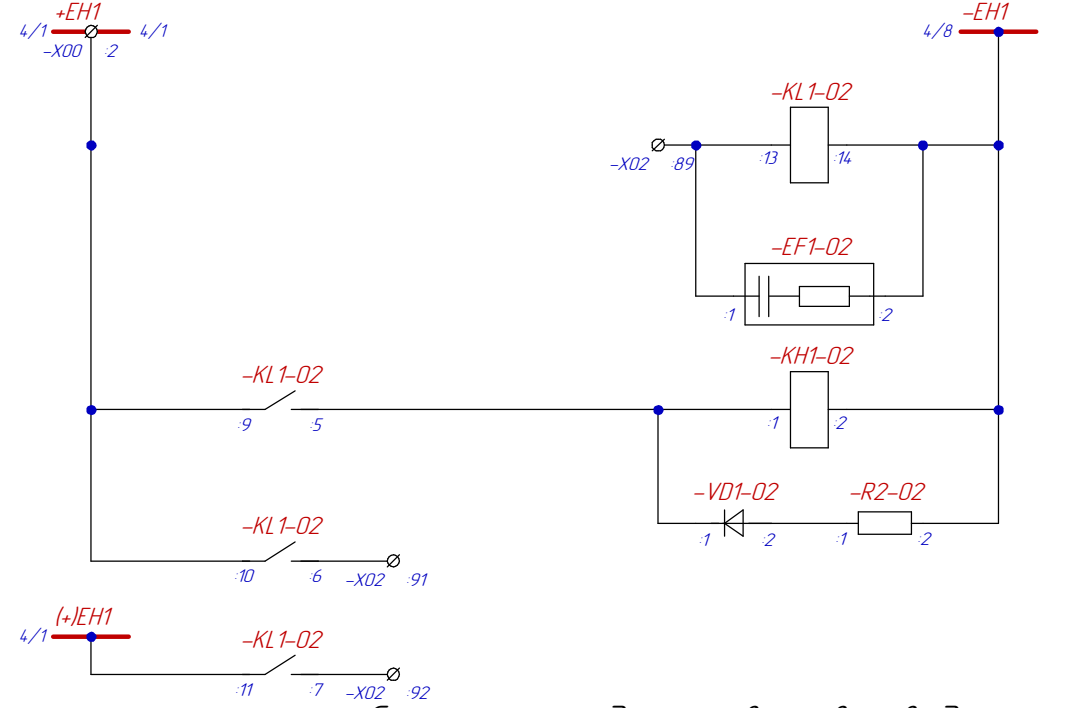 +EH1 –EH1
4/1 4/1 4/8
–X00 :2
–KL1–02
–X02 :89 :13 :14
–EF1–02
:1 :2
–KH1–02
–KL1–02
:9 :5 :1 :2
–VD1–02 –R2–02
:1 :2 :1 :2
–KL1–02
:10 :6 –X02 :91
(+)EH1
4/1
–KL1–02
:11 :7 –X02 :92